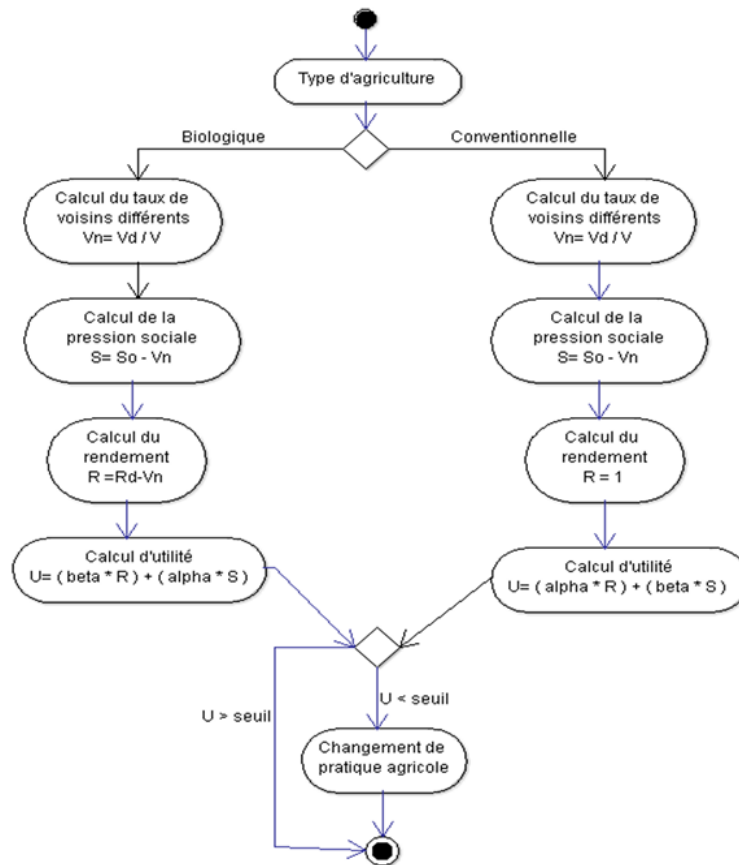 Type d'agriculture
Biologique
Conventionnelle
Calcul du taux de
voisins différents
Vn= Vd / V
Calcul de la
pression sociale
S= So - Vn
Calcul du
rendement
R =Rd-Vn
Calcul d'utilité
U= ( beta * R ) + ( alpha * S )
Calcul du taux de
voisins différents
Vn= Vd / V
Calcul de la
pression sociale
S= So - Vn
Calcul du
rendement
R = 1
Calcul d'utilité
U= ( alpha * R ) + ( beta * S )
U > seuil
U < seuil
Changement de
pratique agricole